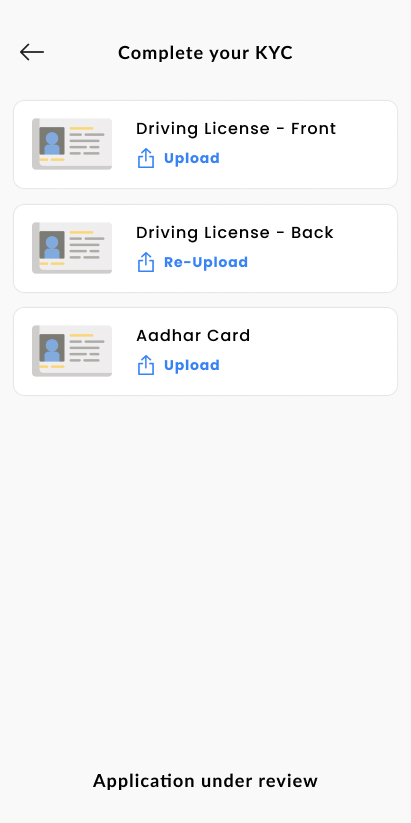 Complete your KYC
Driving License - Front
Upload
Driving License - Back
Re-Upload
Aadhar Card
Upload
Application under review